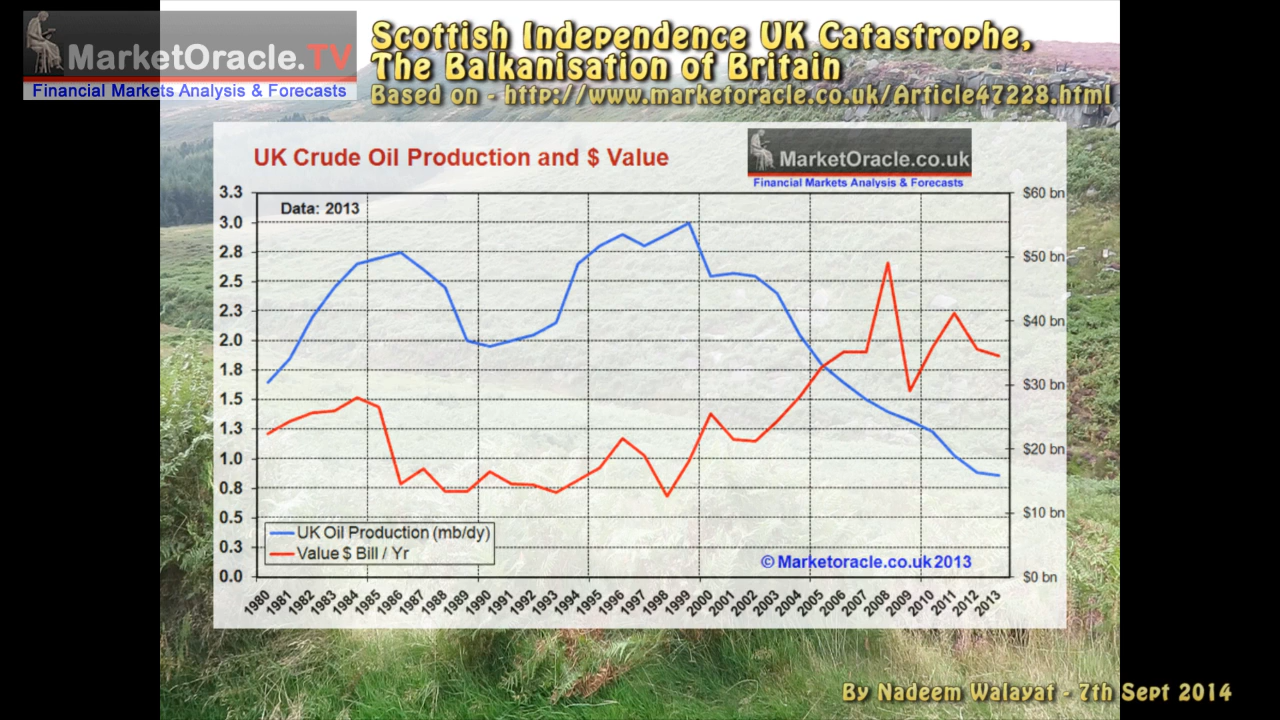 MarketOracle.TV
Financial Markets Analysis & Forecasts
Scottish Independence UK Catastrophe,
The Balkanisation of Britain
Based on - http://www.marketoracle.co.uk/Article47228.html
UK Crude Oil Production and $ Value
MarketOracle.co.uk
Financial Markets Analysis & Forecasts
Data: 2013
3.3
3.0
2.8
2.5
2.3
2.0
1.8
1.5
1.3
1.0
0.8
0.5
0.3
0.0
$60 bn
$50 bn
$40 bn
$30 bn
$20 bn
$10 bn
$0 bn
UK Oil Production (mb/dy)
Value $ Bill / Yr
© Marketoracle.co.uk 2013
1980 1981 1982 1983 1984 1985 1986 1987 1988 1989 1990 1991 1992 1993 1994 1995 1996 1997 1998 1999 2000 2001 2002 2003 2004 2005 2006 2007 2008 2009 2010 2011 2012 2013
By Nadeem Walayat - 7th Sept 2014